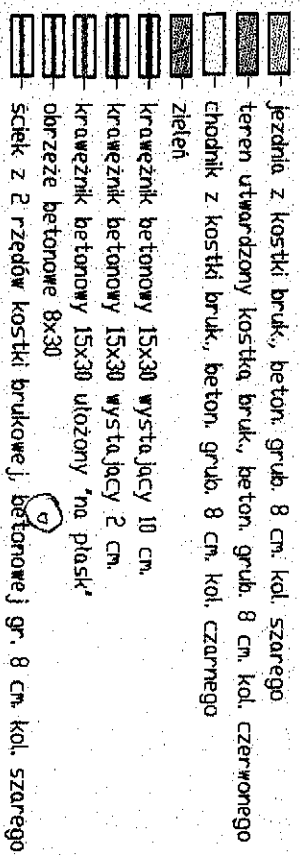 jezdnia z kostki bruk., beton. grub. 8 cm. kol. szarego
teren utwardzony kostką bruk., beton. grub. 8 cm. kol. czerwonego
chodnik z kostki bruk., beton. grub. 8 cm. kol. czarnego
zieleń
krawężnik betonowy 15x30 wystający 10 cm.
krawężnik betonowy 15x30 wystający 2 cm.
krawężnik betonowy 15x30 ułożony "na płask"
obrzeże betonowe 8x30
ściek z 2 rzędów kostki brukowej, betonowej gr. 8 cm. kol. szarego